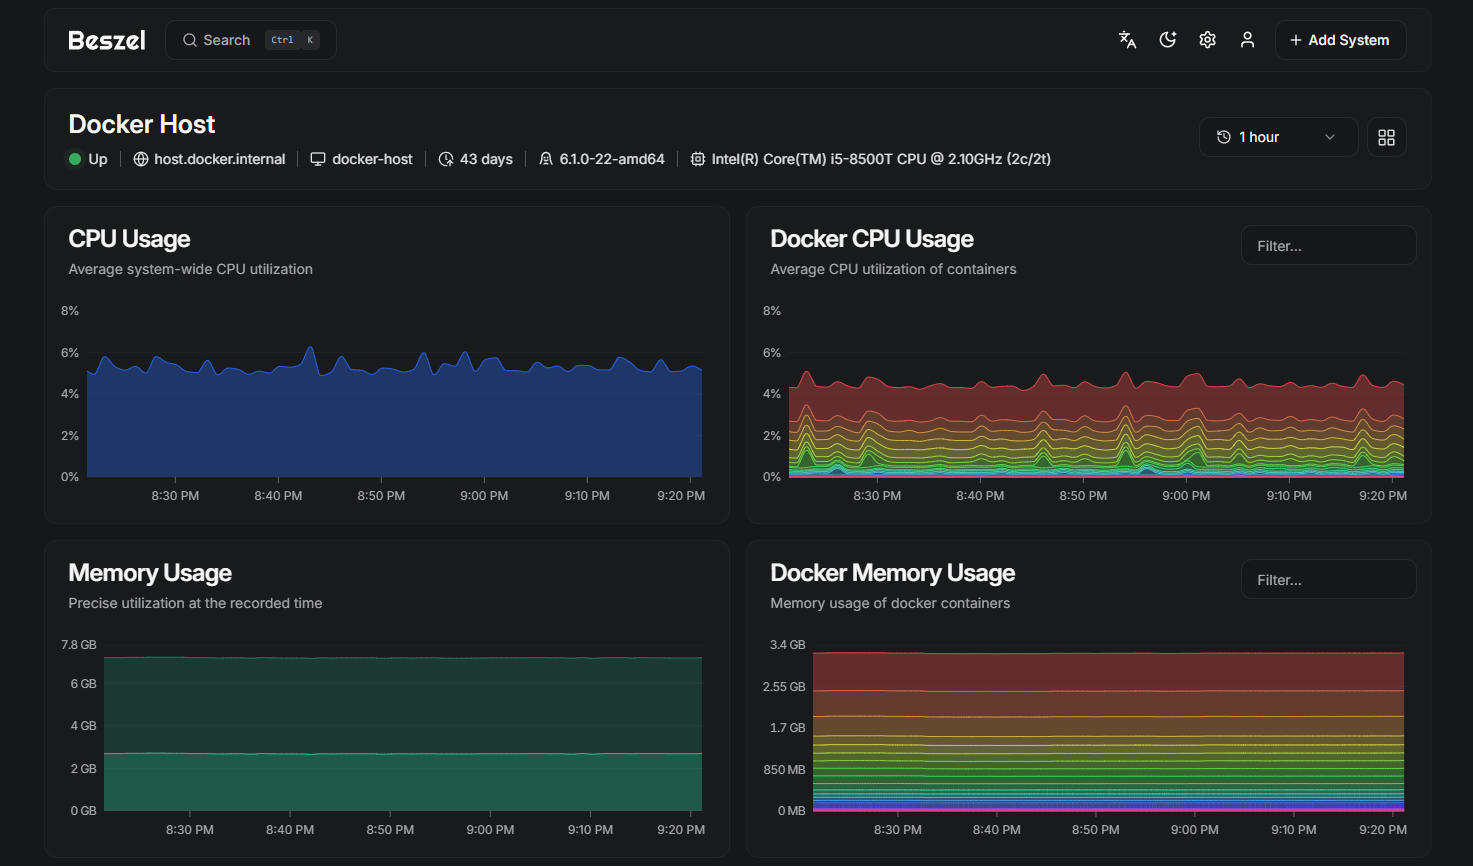 Beszel
Search Ctrl K
Add System
Docker Host
Up host.docker.internal docker-host 43 days 6.1.0-22-amd64 Intel(R) Core(TM) i5-8500T CPU @ 2.10GHz (2c/2t)
1 hour
CPU Usage
Average system-wide CPU utilization
8%
6%
4%
2%
0%
8:30 PM 8:40 PM 8:50 PM 9:00 PM 9:10 PM 9:20 PM
Docker CPU Usage
Average CPU utilization of containers
Filter...
8%
6%
4%
2%
0%
8:30 PM 8:40 PM 8:50 PM 9:00 PM 9:10 PM 9:20 PM
Memory Usage
Precise utilization at the recorded time
7.8 GB
6 GB
4 GB
2 GB
0 GB
8:30 PM 8:40 PM 8:50 PM 9:00 PM 9:10 PM 9:20 PM
Docker Memory Usage
Memory usage of docker containers
Filter...
3.4 GB
2.55 GB
1.7 GB
850 MB
0 MB
8:30 PM 8:40 PM 8:50 PM 9:00 PM 9:10 PM 9:20 PM